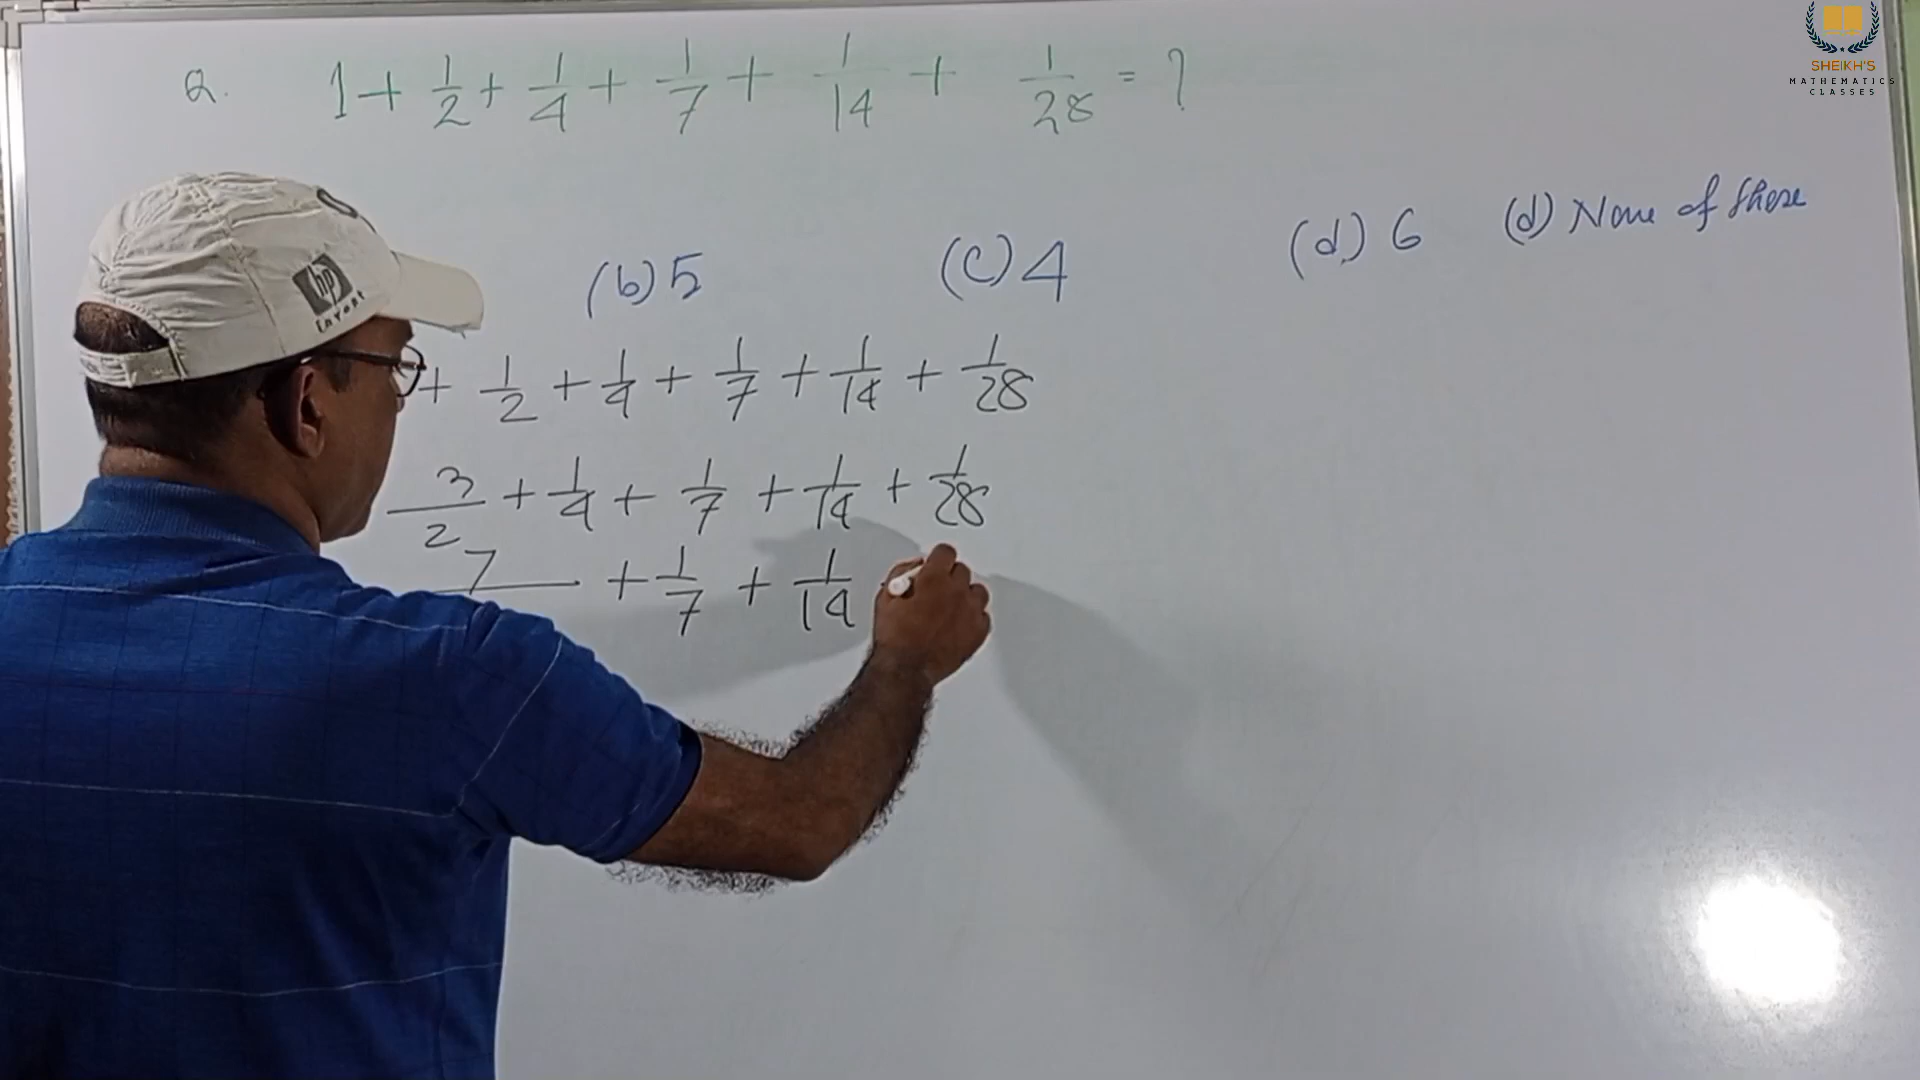 Q. 1 + 1/2 + 1/4 + 1/7 + 1/14 + 1/28 = ?
(b) 5 (c) 4 (d) 6 (d) None of these
+ 1/2 + 1/4 + 1/7 + 1/14 + 1/28
3/2 + 1/4 + 1/7 + 1/14 + 1/28
7 + 1/7 + 1/14
hp
invent
SHEIKH'S
MATHEMATICS
CLASSES